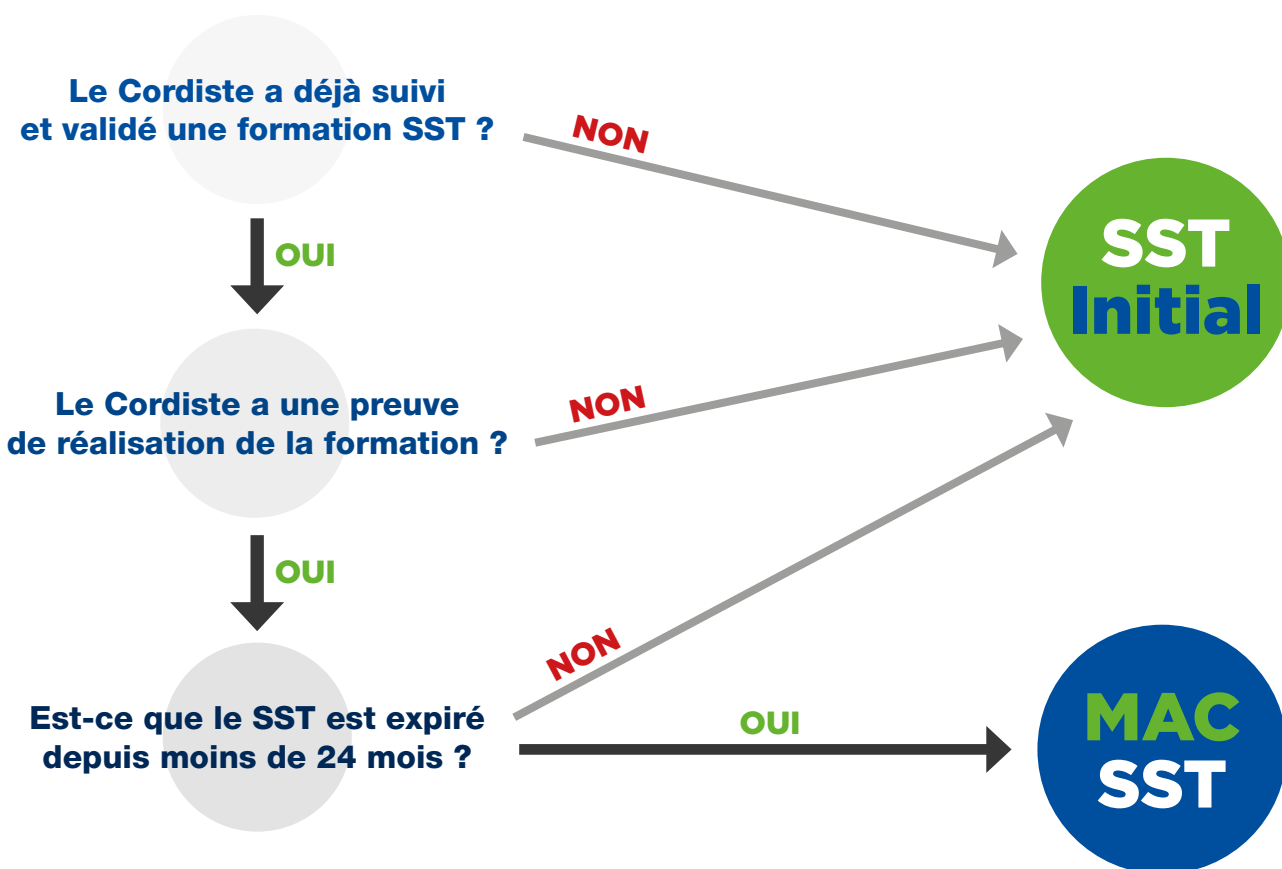 Le Cordiste a déjà suivi
et validé une formation SST ?
NON
SST
Initial
OUI
Le Cordiste a une preuve
de réalisation de la formation ?
NON
OUI
Est-ce que le SST est expiré
depuis moins de 24 mois ?
NON
OUI
MAC
SST